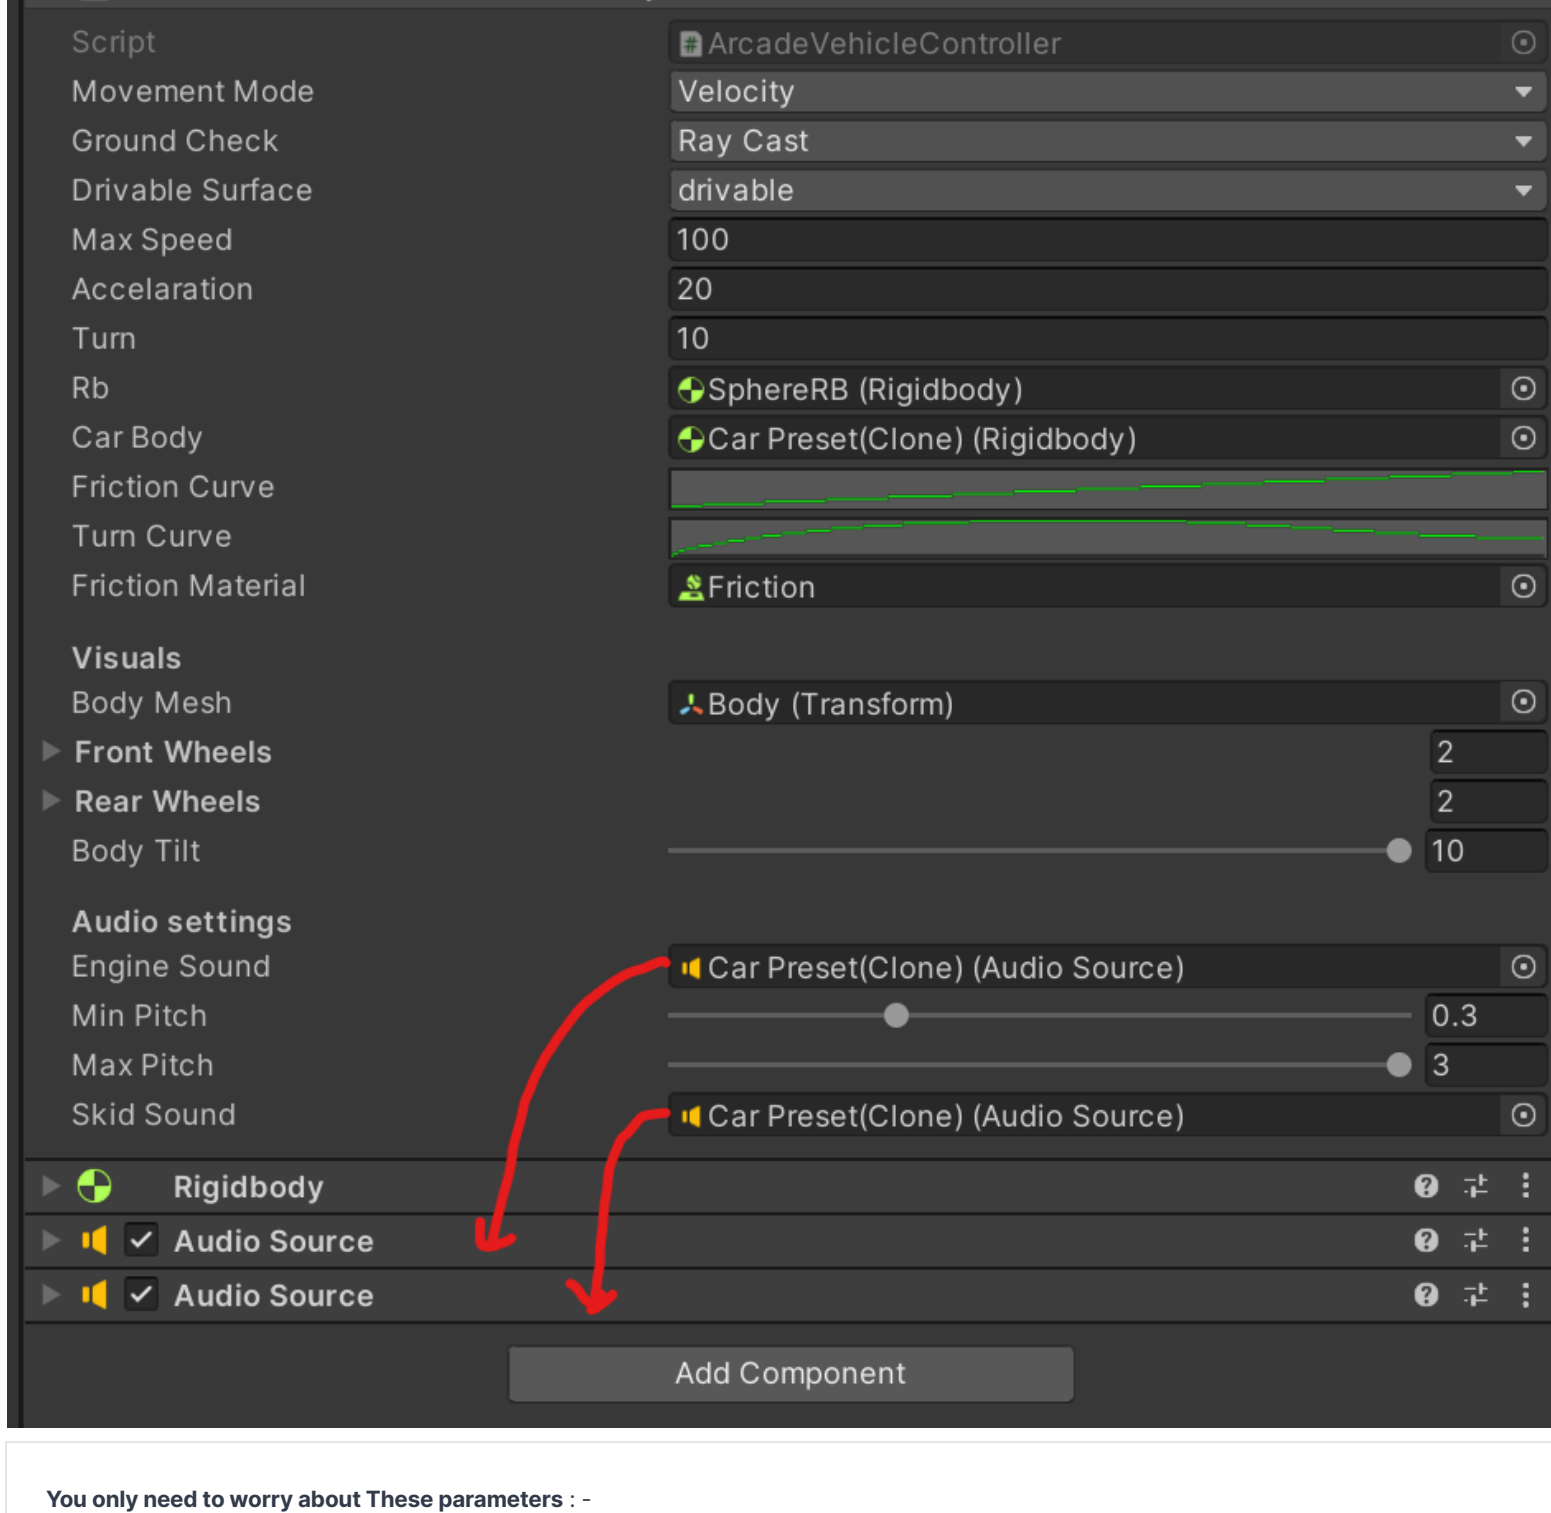 Script
# ArcadeVehicleController
Movement Mode Velocity
Ground Check Ray Cast
Drivable Surface drivable
Max Speed 100
Accelaration 20
Turn 10
Rb SphereRB (Rigidbody)
Car Body Car Preset(Clone) (Rigidbody)
Friction Curve
Turn Curve
Friction Material Friction
Visuals
Body Mesh Body (Transform)
Front Wheels 2
Rear Wheels 2
Body Tilt 10
Audio settings
Engine Sound Car Preset(Clone) (Audio Source)
Min Pitch 0.3
Max Pitch 3
Skid Sound Car Preset(Clone) (Audio Source)
Rigidbody
Audio Source
Audio Source
Add Component
You only need to worry about These parameters : -